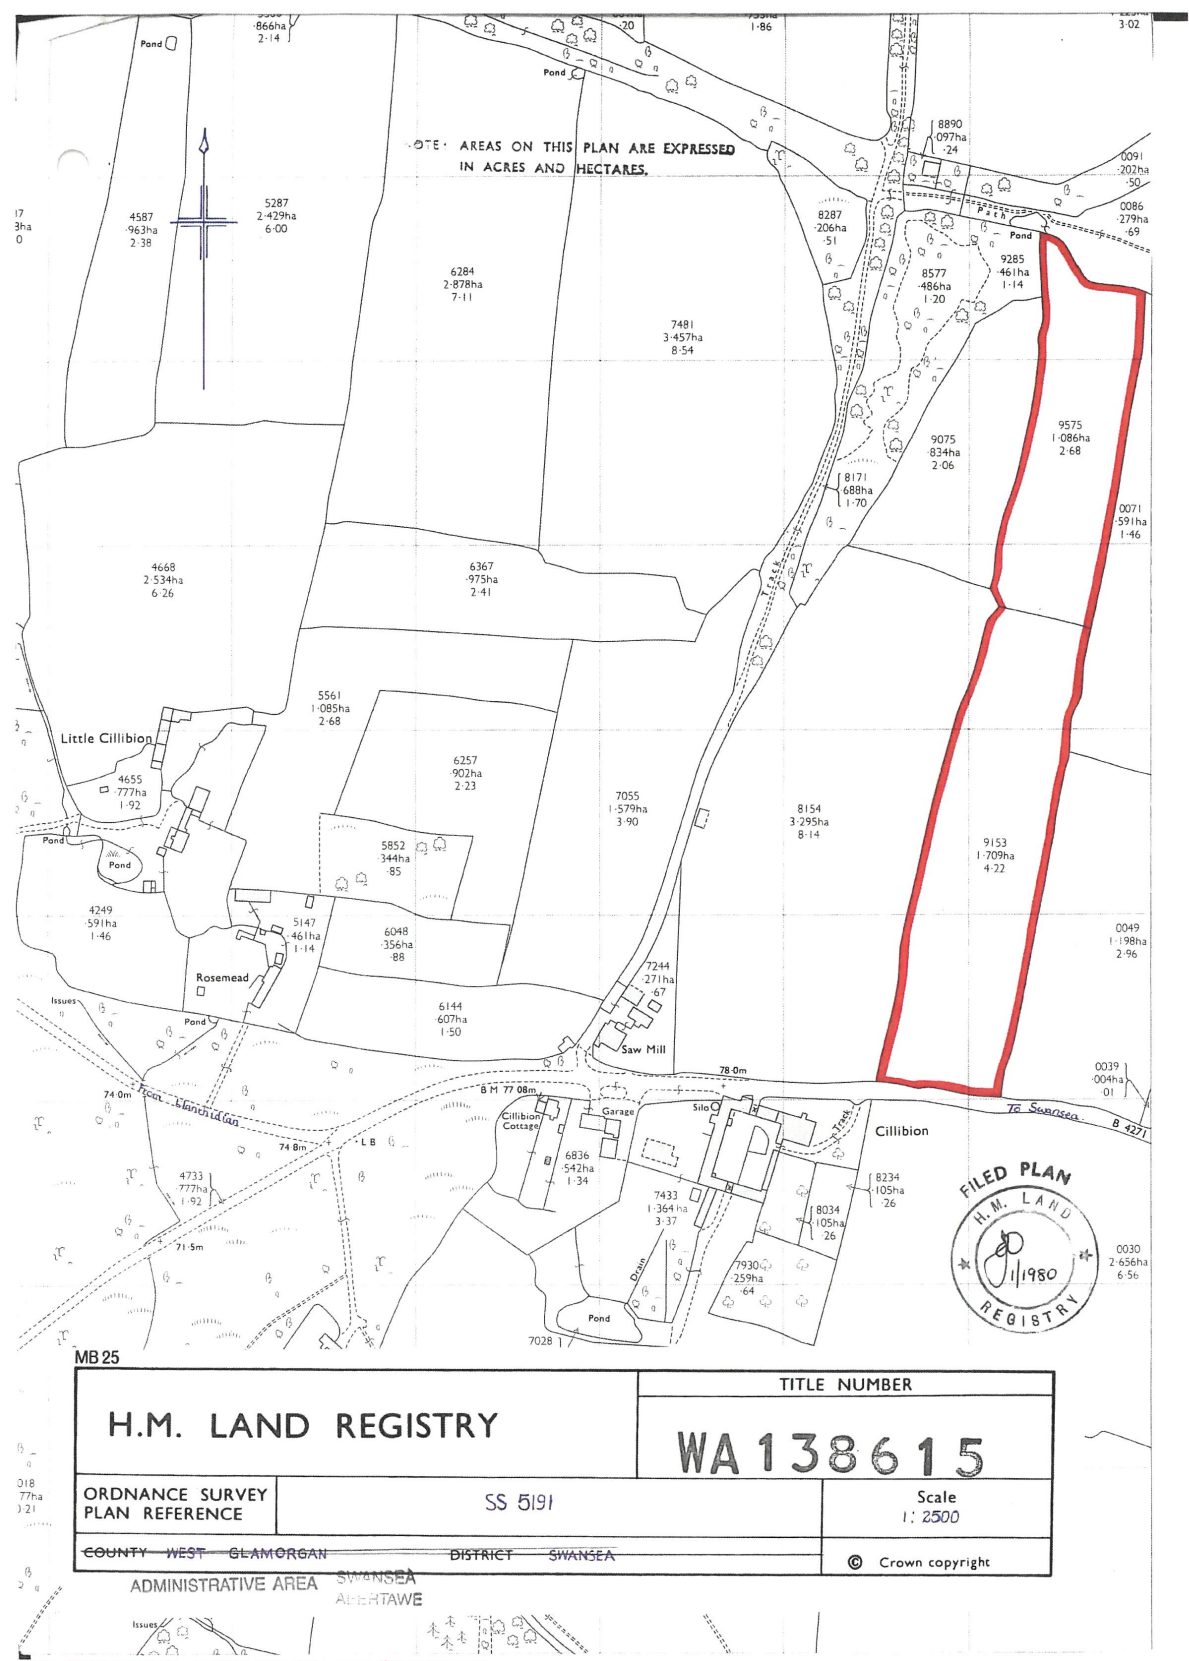 ·866ha
2·14
·20
1·86
3·02
Pond
Pond
OTE· AREAS ON THIS PLAN ARE EXPRESSED
IN ACRES AND HECTARES.
8890
·097ha
·24
0091
·202ha
·50
0086
·279ha
·69
Path
Pond
4587
·963ha
2·38
5287
2·429ha
6·00
8287
·206ha
·51
6284
2·878ha
7·11
8577
·486ha
1·20
9285
·461ha
1·14
7481
3·457ha
8·54
9075
·834ha
2·06
9575
1·086ha
2·68
8171
·688ha
1·70
0071
·591ha
1·46
4668
2·534ha
6·26
6367
·975ha
2·41
Track
5561
1·085ha
2·68
Little Cillibion
4655
·777ha
1·92
6257
·902ha
2·23
7055
1·579ha
3·90
8154
3·295ha
8·14
9153
1·709ha
4·22
Pond
Pond
5852
·344ha
·85
4249
·591ha
1·46
5147
·461ha
1·14
6048
·356ha
·88
0049
1·198ha
2·96
Rosemead
7244
·271ha
·67
Issues
Pond
6144
·607ha
1·50
Saw Mill
78·0m
0039
·004ha
·01
74·0m
From Llanrhidian
B M 77·08m
Cillibion
Cottage
Garage
Silo
Track
Cillibion
To Swansea
B 4271
74·8m
L B
6836
·542ha
1·34
4733
·777ha
1·92
7433
1·364ha
3·37
8234
·105ha
·26
8034
·105ha
·26
71·5m
Drain
7930
·259ha
·64
0030
2·656ha
6·56
Pond
7028
FILED PLAN
H.M. LAND
1/1980
REGISTRY
MB 25
H.M. LAND REGISTRY
TITLE NUMBER
WA138615
ORDNANCE SURVEY
PLAN REFERENCE
SS 5191
Scale
1: 2500
COUNTY WEST GLAMORGAN DISTRICT SWANSEA
© Crown copyright
ADMINISTRATIVE AREA SWANSEA
ABERTAWE
Issues